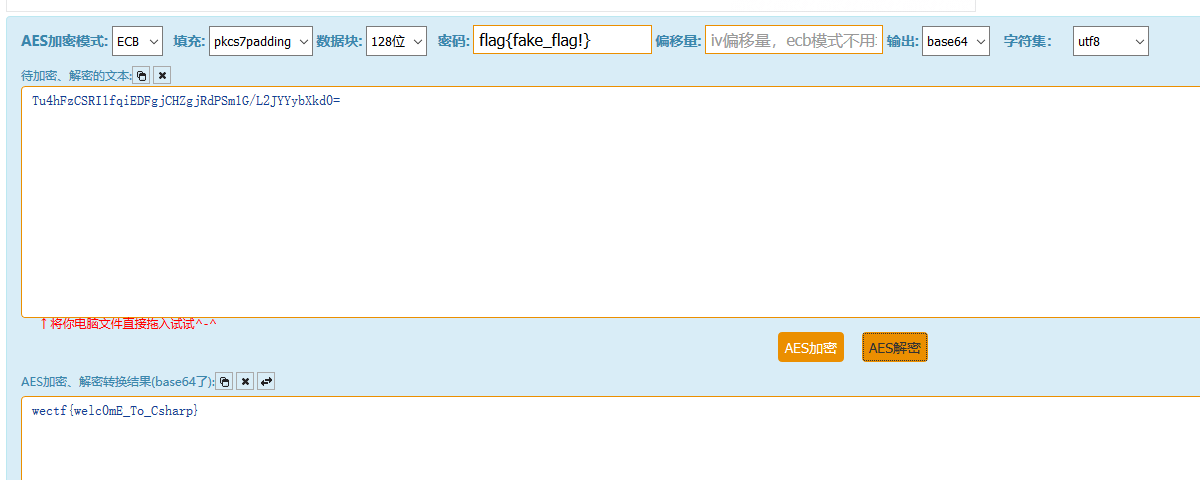 AES加密模式: ECB 填充: pkcs7padding 数据块: 128位 密码: flag{fake_flag!} 偏移量: iv偏移量，ecb模式不用 输出: base64 字符集: utf8
待加密、解密的文本:
Tu4hFzCSRI1fqiEDFgjCHZgjRdPSm1G/L2JYYybXkd0=
↑将你电脑文件直接拖入试试^-^
AES加密 AES解密
AES加密、解密转换结果(base64了):
wectf{welc0mE_To_Csharp}